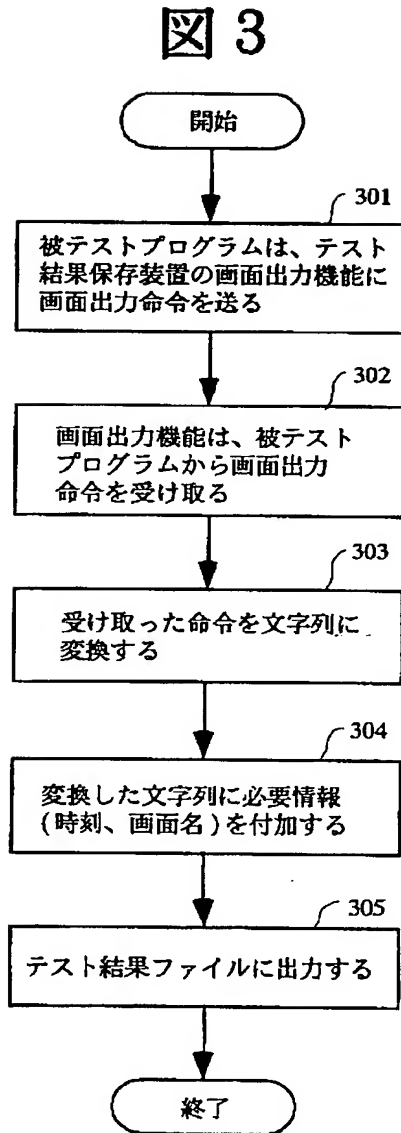 図 3
開始
301
被テストプログラムは、テスト
結果保存装置の画面出力機能に
画面出力命令を送る
302
画面出力機能は、被テスト
プログラムから画面出力
命令を受け取る
303
受け取った命令を文字列に
変換する
304
変換した文字列に必要情報
(時刻、画面名)を付加する
305
テスト結果ファイルに出力する
終了